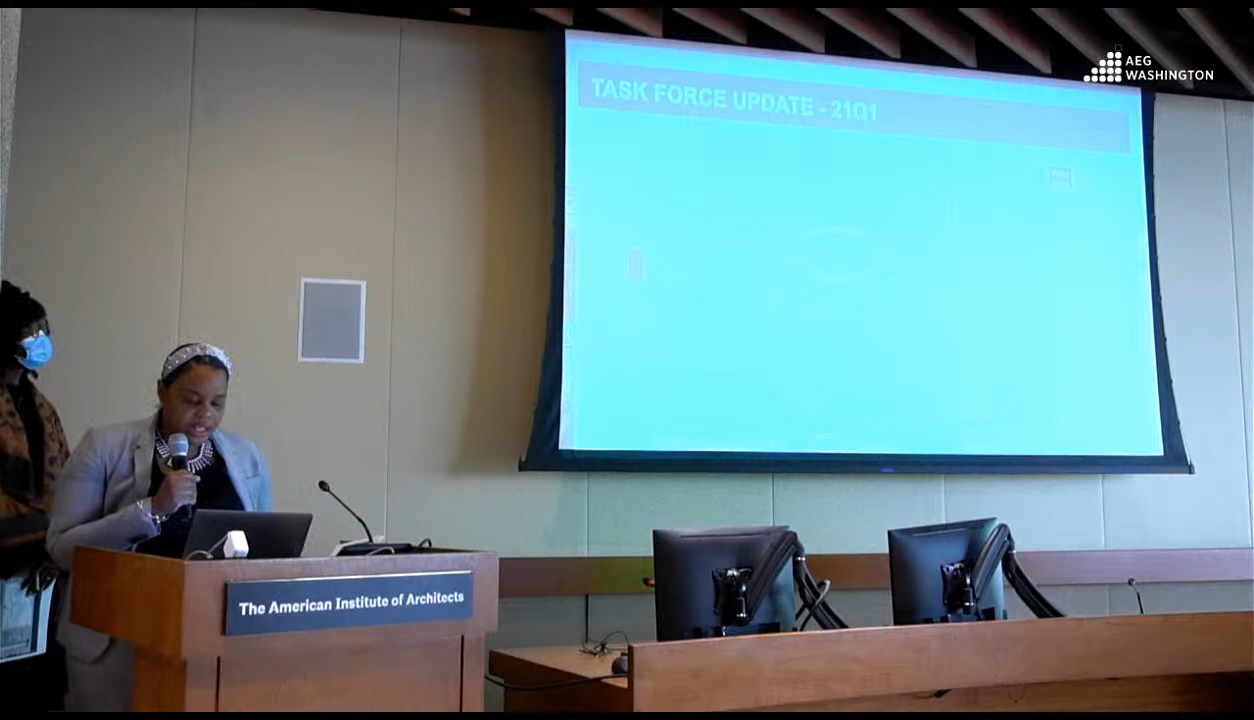 AEG
WASHINGTON
TASK FORCE UPDATE - 21Q1
The American Institute of Architects